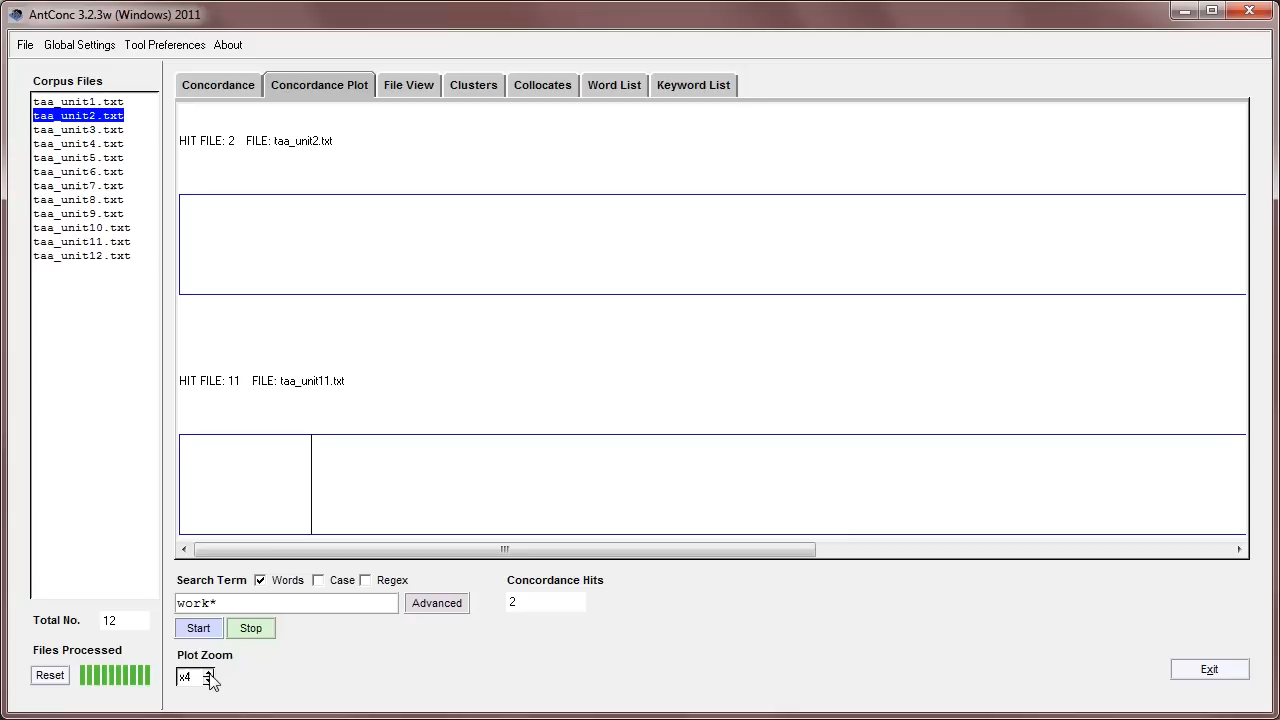 AntConc 3.2.3w (Windows) 2011
File Global Settings Tool Preferences About
Corpus Files
taa_unit1.txt
taa_unit2.txt
taa_unit3.txt
taa_unit4.txt
taa_unit5.txt
taa_unit6.txt
taa_unit7.txt
taa_unit8.txt
taa_unit9.txt
taa_unit10.txt
taa_unit11.txt
taa_unit12.txt
Total No. 12
Files Processed
Reset
Concordance Concordance Plot File View Clusters Collocates Word List Keyword List
HIT FILE: 2 FILE: taa_unit2.txt
HIT FILE: 11 FILE: taa_unit11.txt
Search Term Words Case Regex Concordance Hits
work* Advanced 2
Start Stop
Plot Zoom
x4
Exit